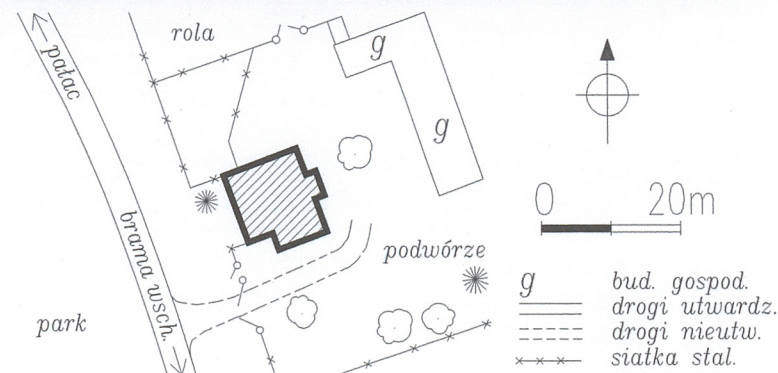 rola
g
g
pałac
brama wsch.
park
podwórze
0 20m
g bud. gospod.
drogi utwardz.
drogi nieutw.
siatka stal.